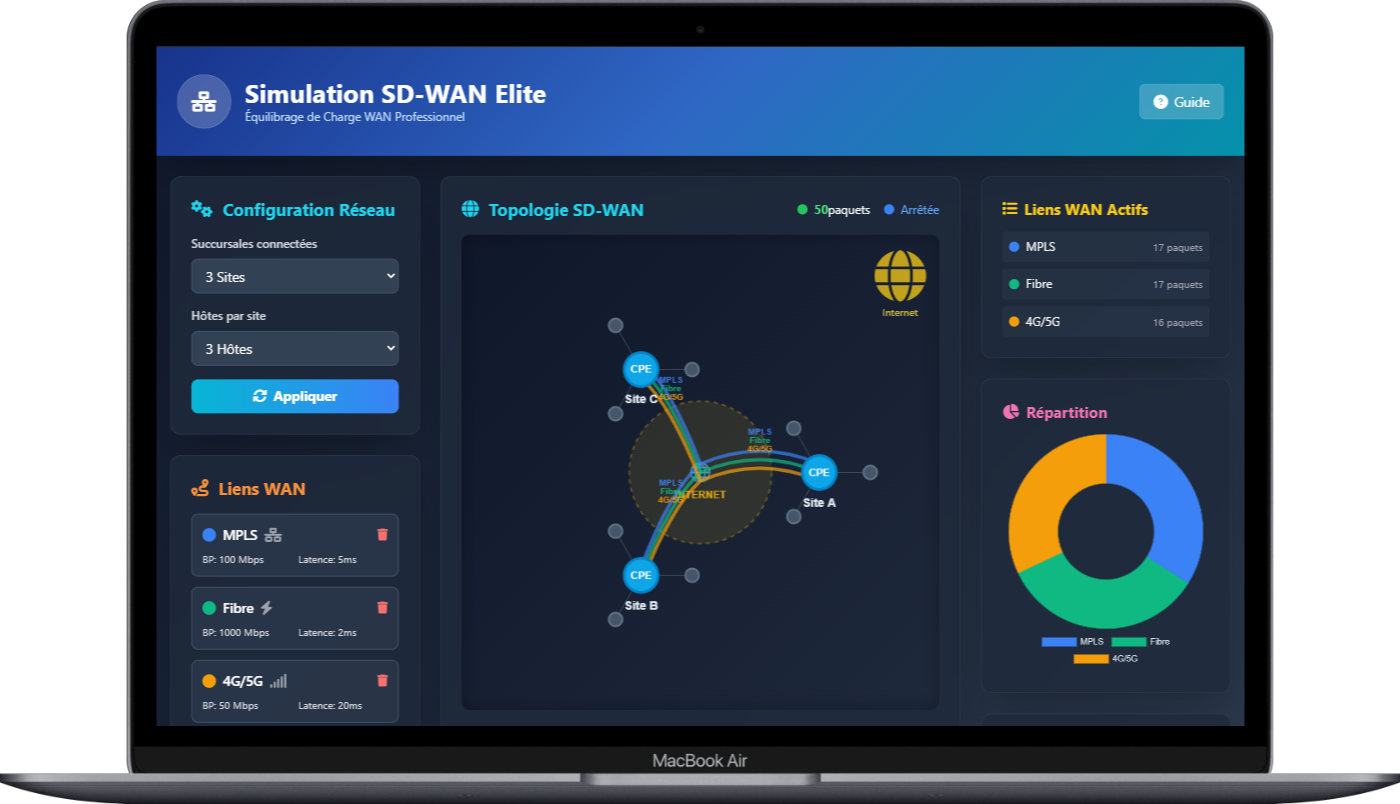 Simulation SD-WAN Elite
Équilibrage de Charge WAN Professionnel
? Guide
Configuration Réseau
Succursales connectées
3 Sites
Hôtes par site
3 Hôtes
Appliquer
Liens WAN
MPLS
BP: 100 Mbps Latence: 5ms
Fibre
BP: 1000 Mbps Latence: 2ms
4G/5G
BP: 50 Mbps Latence: 20ms
Topologie SD-WAN
50paquets Arrêtée
Internet
CPE
Site C
MPLS
Fibre
4G/5G
MPLS
Fibre
4G/5G
CPE
Site A
MPLS
Fibre
4G/5G
INTERNET
CPE
Site B
Liens WAN Actifs
MPLS 17 paquets
Fibre 17 paquets
4G/5G 16 paquets
Répartition
MPLS Fibre
4G/5G
MacBook Air